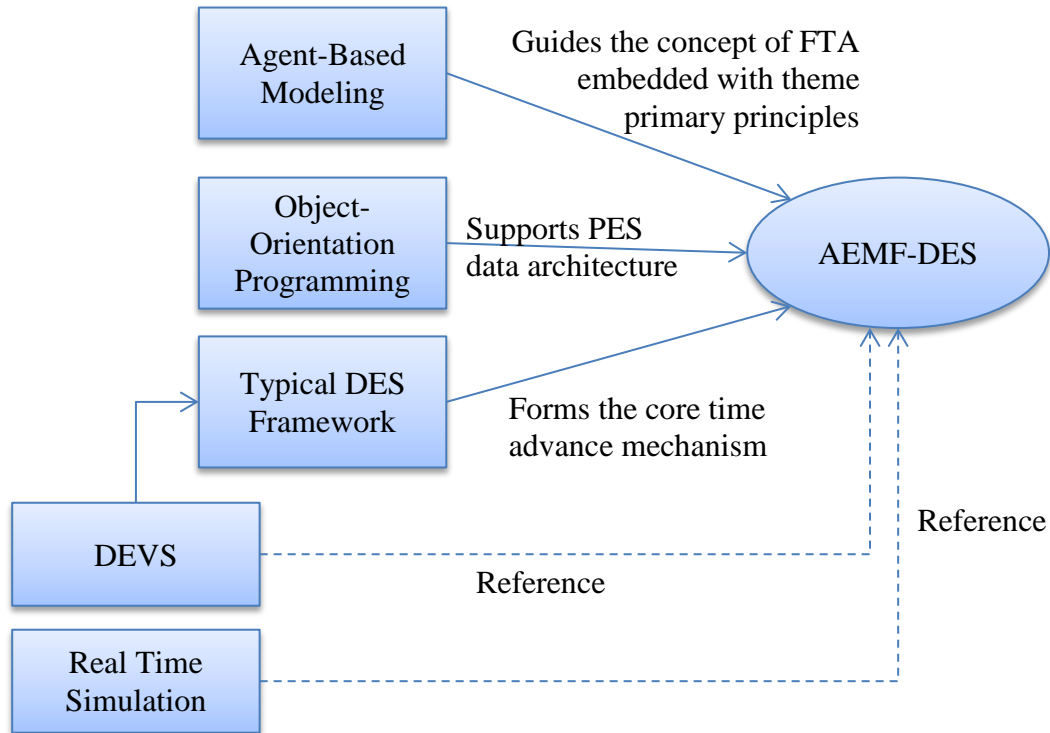 Agent-Based
Modeling
Guides the concept of FTA
embedded with theme
primary principles
Object-
Orientation
Programming
Supports PES
data architecture
AEMF-DES
Typical DES
Framework
Forms the core time
advance mechanism
DEVS
Reference
Reference
Real Time
Simulation